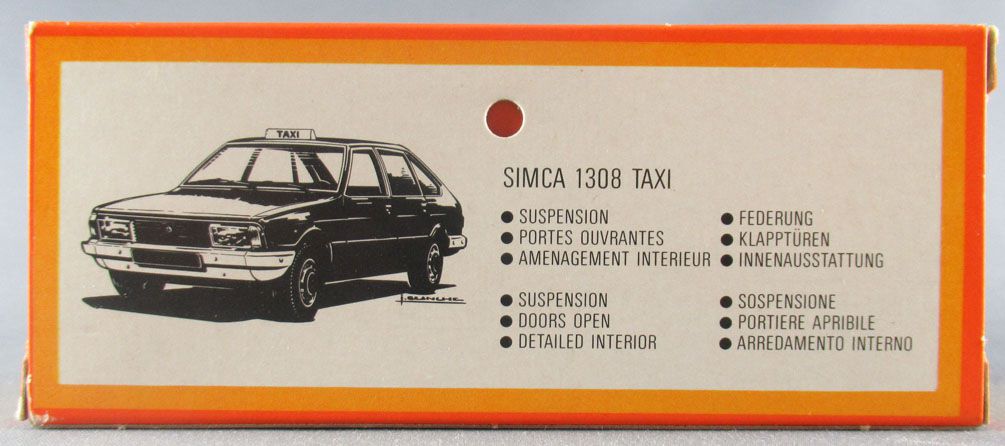 TAXI
SIMCA 1308 TAXI
● SUSPENSION
● PORTES OUVRANTES
● AMENAGEMENT INTERIEUR
● FEDERUNG
● KLAPPTÜREN
● INNENAUSSTATTUNG
● SUSPENSION
● DOORS OPEN
● DETAILED INTERIOR
● SOSPENSIONE
● PORTIERE APRIBILE
● ARREDAMENTO INTERNO